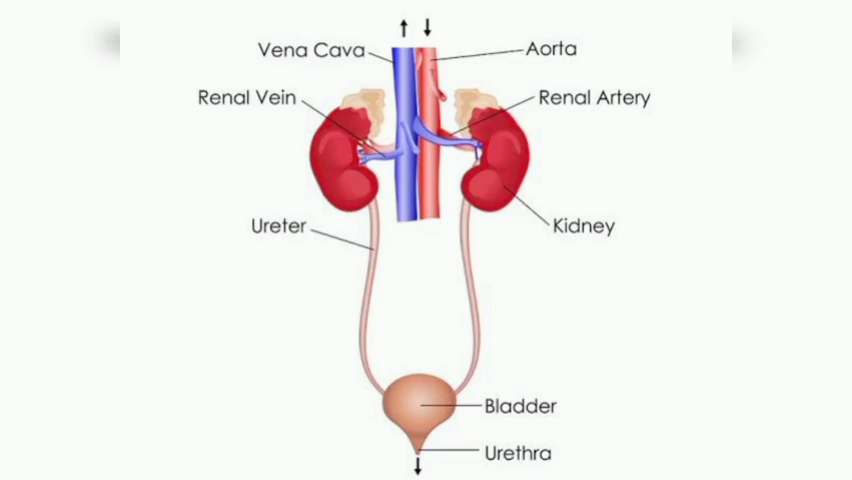 Vena Cava
Aorta
Renal Vein
Renal Artery
Ureter
Kidney
Bladder
Urethra